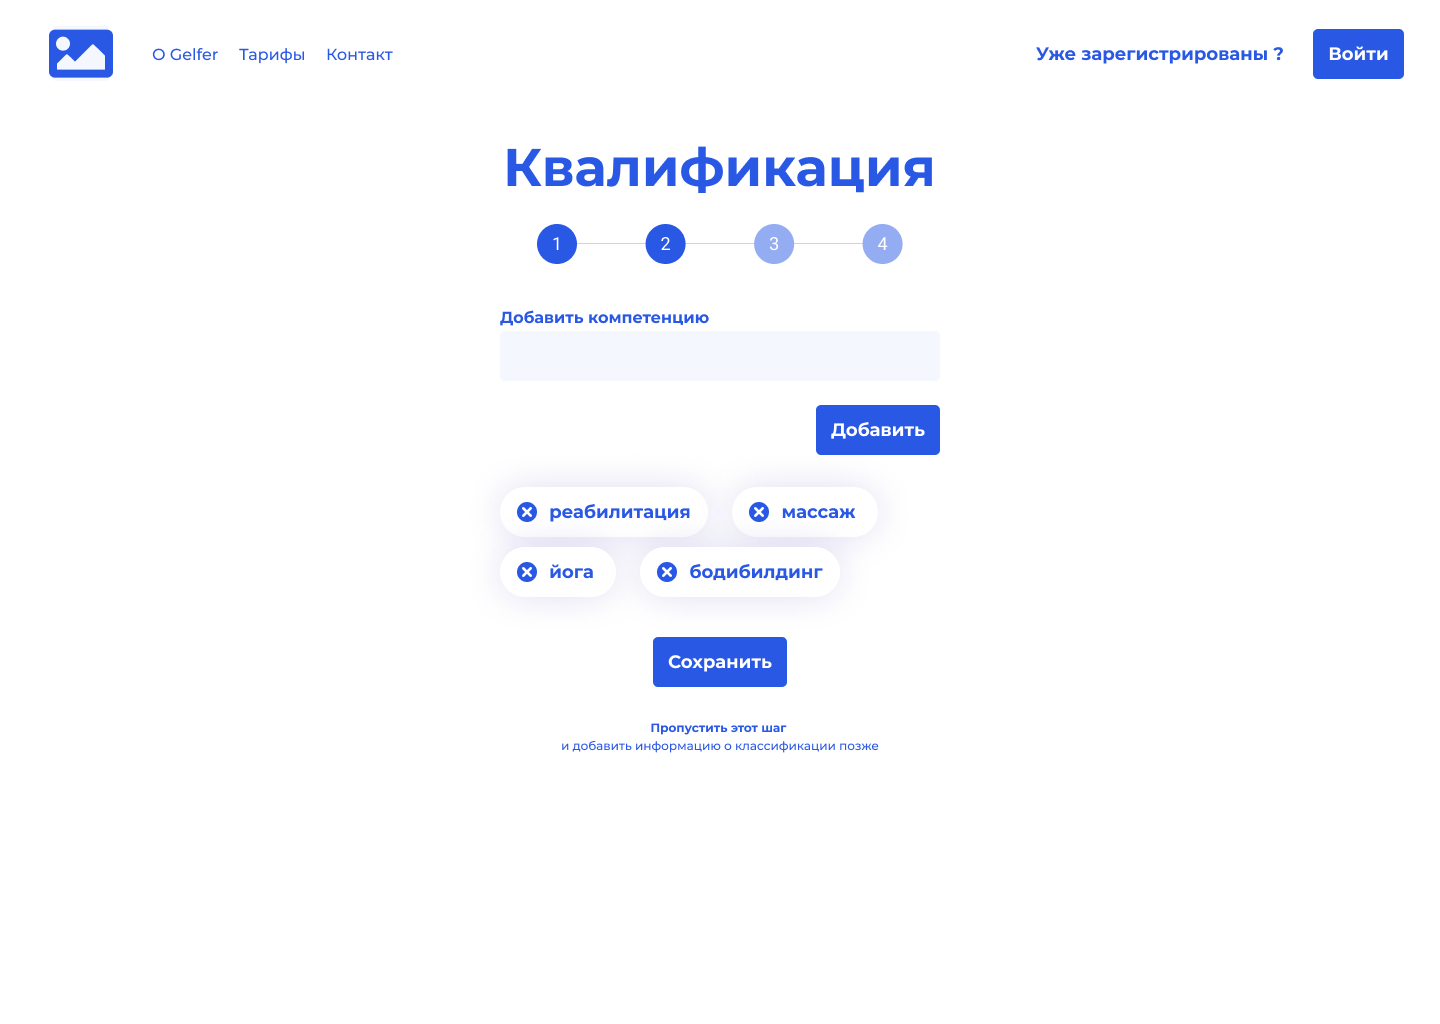 О Gelfer
Тарифы
Контакт
Уже зарегистрированы ?
Войти
Квалификация
1
2
3
4
Добавить компетенцию
Добавить
реабилитация
массаж
йога
бодибилдинг
Сохранить
Пропустить этот шаг
и добавить информацию о классификации позже